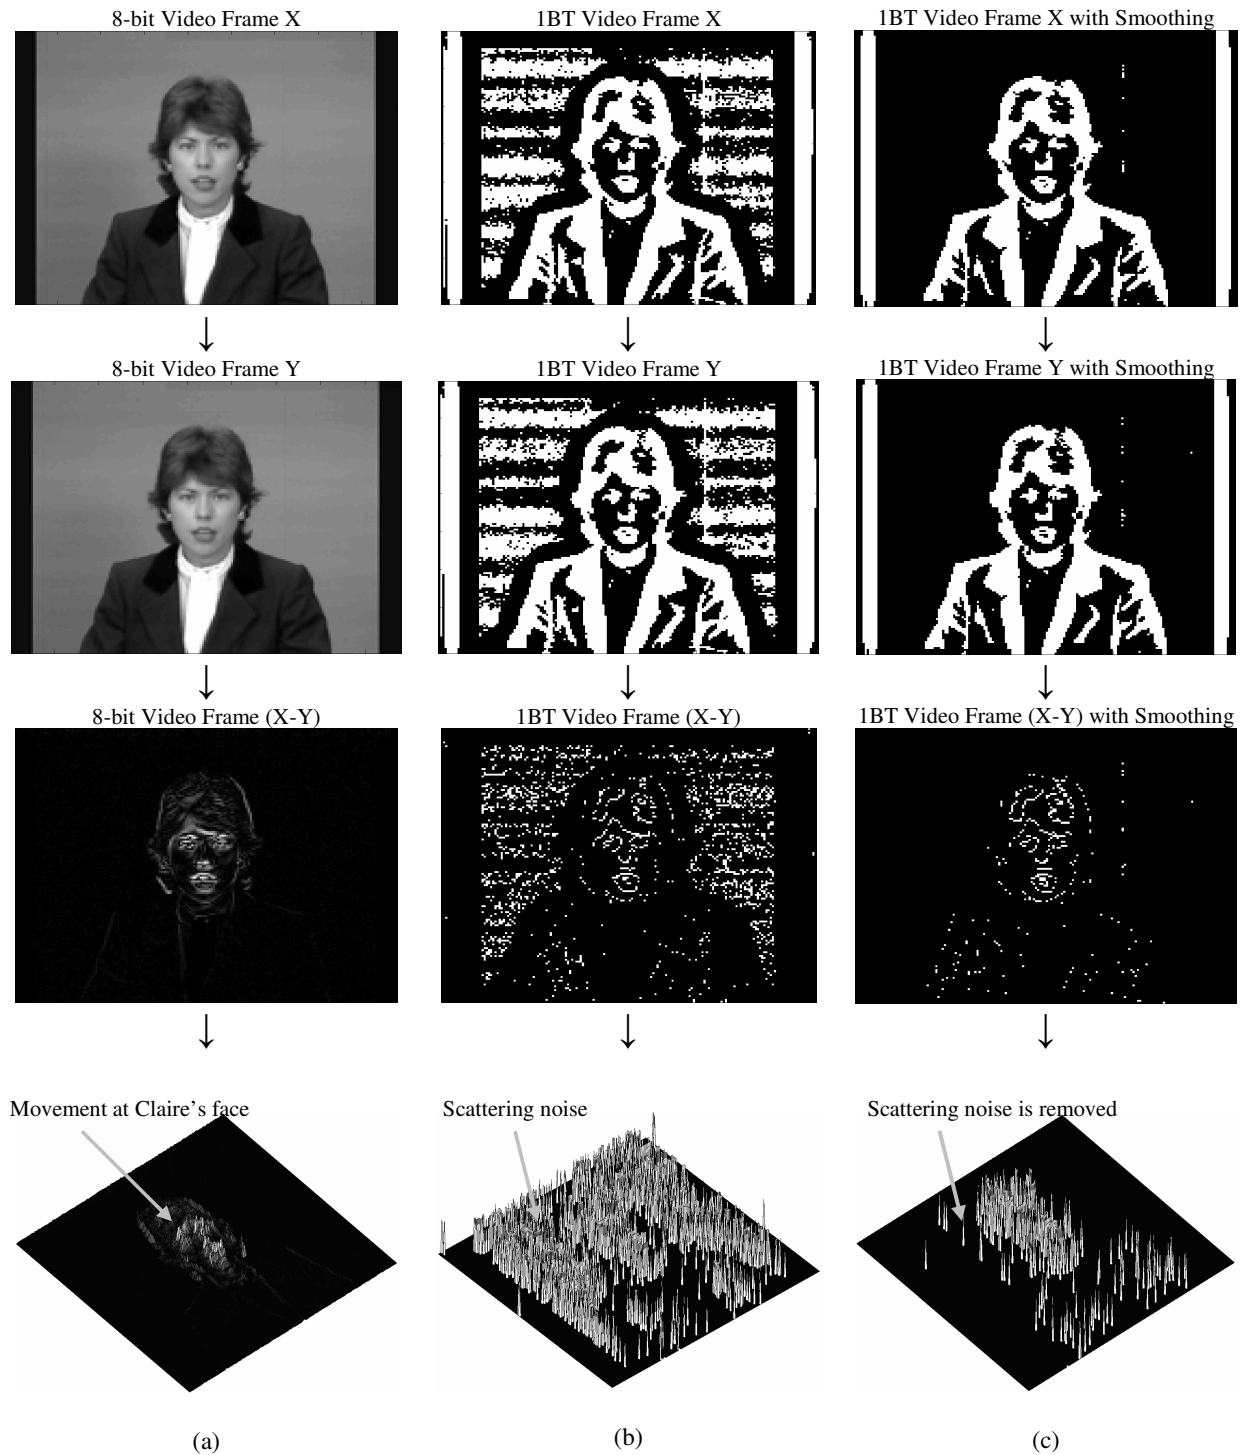 8-bit Video Frame X
1BT Video Frame X
1BT Video Frame X with Smoothing
8-bit Video Frame Y
1BT Video Frame Y
1BT Video Frame Y with Smoothing
8-bit Video Frame (X-Y)
1BT Video Frame (X-Y)
1BT Video Frame (X-Y) with Smoothing
Movement at Claire's face
Scattering noise
Scattering noise is removed
(a)
(b)
(c)